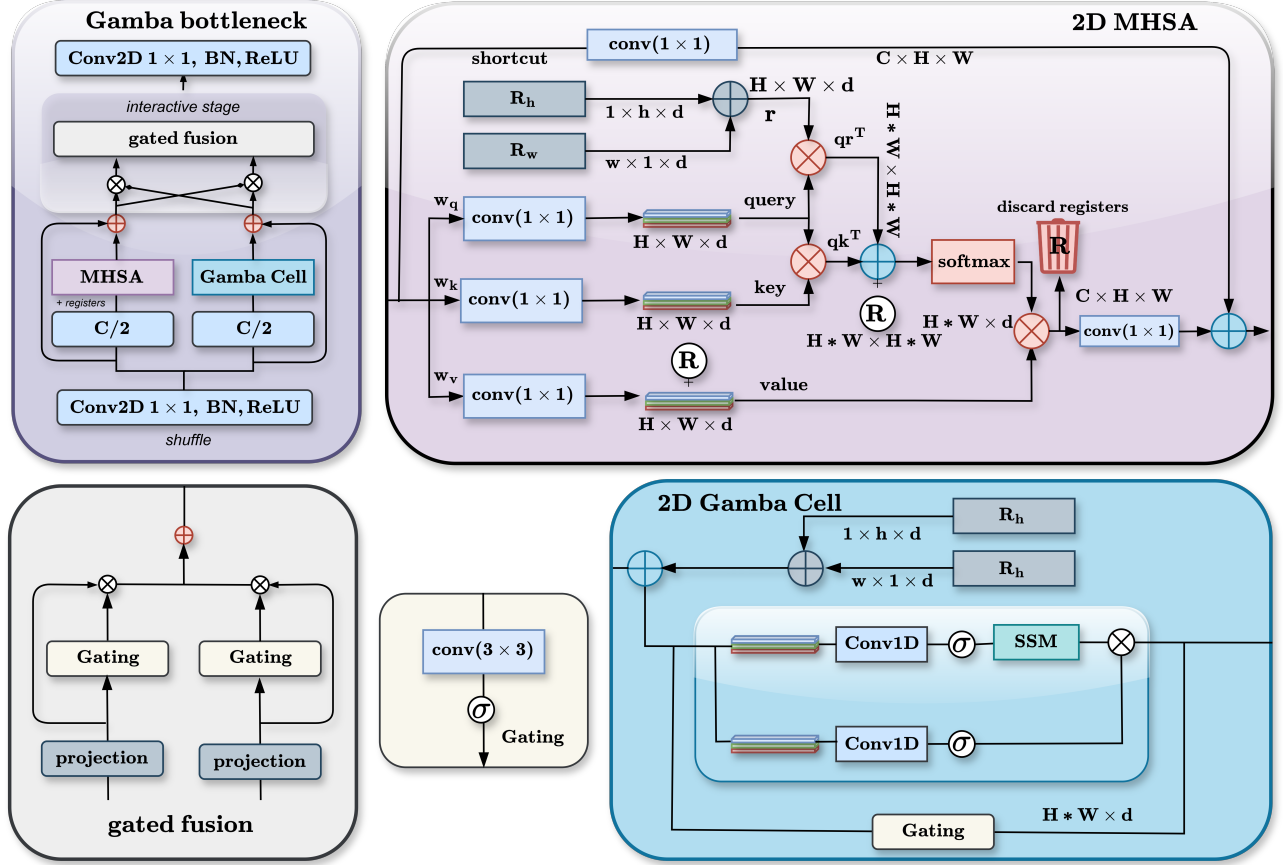 Gamba bottleneck
Conv2D 1 × 1, BN, ReLU
interactive stage
gated fusion
MHSA
Gamba Cell
+ registers
C/2
C/2
Conv2D 1 × 1, BN, ReLU
shuffle
2D MHSA
conv(1 × 1)
shortcut
C × H × W
R_h
1 × h × d
H × W × d
r
R_w
w × 1 × d
qr^T
H * W × H * W
w_q
conv(1 × 1)
H × W × d
query
qk^T
softmax
discard registers
R
w_k
conv(1 × 1)
H × W × d
key
+
R
H * W × H * W
H * W × d
C × H × W
conv(1 × 1)
R
+
w_v
conv(1 × 1)
H × W × d
value
Gating
Gating
projection
projection
gated fusion
conv(3 × 3)
σ
Gating
2D Gamba Cell
R_h
1 × h × d
R_h
w × 1 × d
Conv1D
σ
SSM
Conv1D
σ
H * W × d
Gating